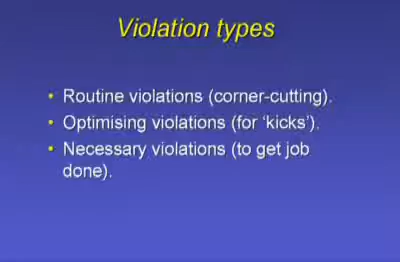 Violation types
• Routine violations (corner-cutting).
• Optimising violations (for ‘kicks’).
• Necessary violations (to get job
done).